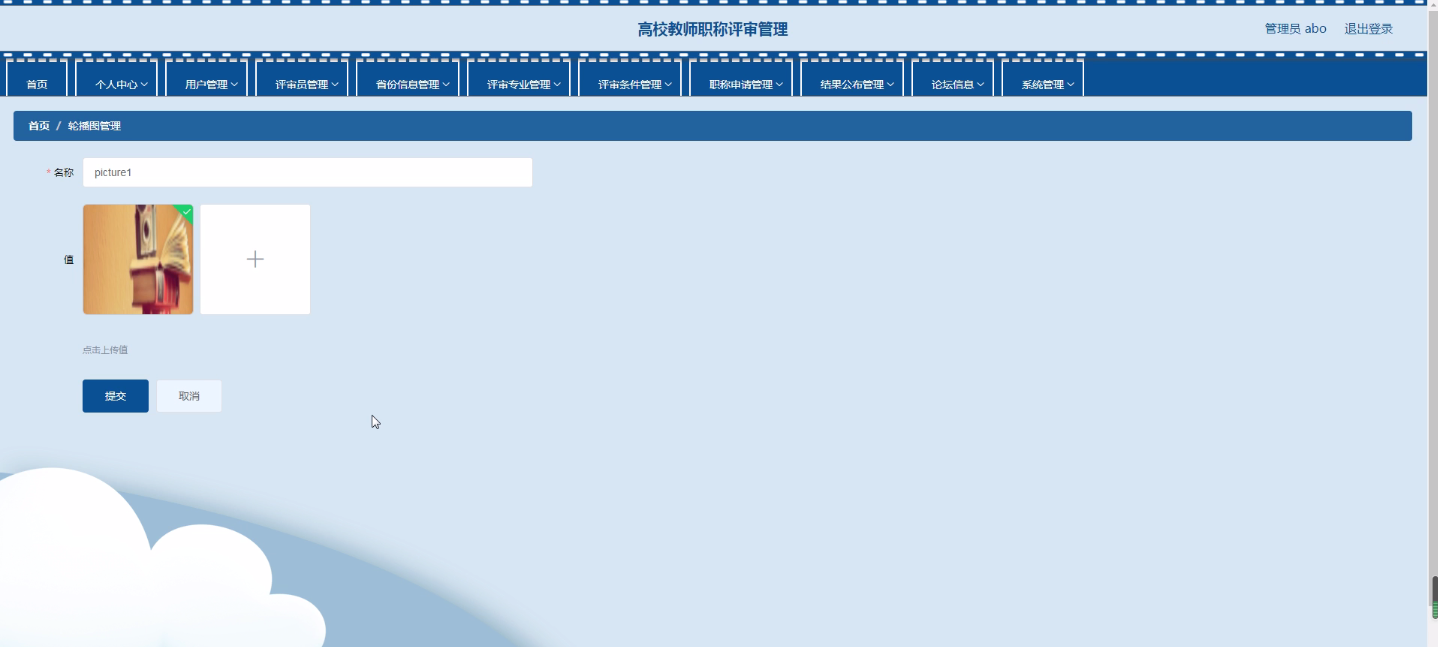 高校教师职称评审管理
管理员 abo 退出登录
首页 个人中心 用户管理 评审员管理 省份信息管理 评审专业管理 评审条件管理 职称申请管理 结果公布管理 论坛信息 系统管理
首页 / 轮播图管理
* 名称 picture1
值
点击上传值
提交 取消